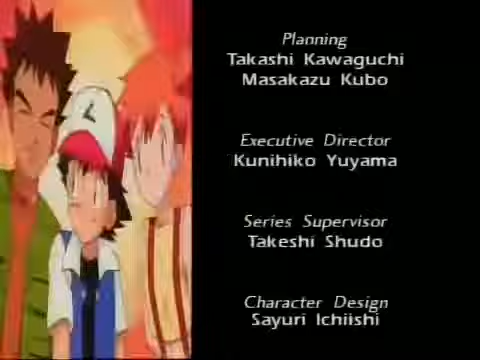 Planning
Takashi Kawaguchi
Masakazu Kubo
Executive Director
Kunihiko Yuyama
Series Supervisor
Takeshi Shudo
Character Design
Sayuri Ichiishi